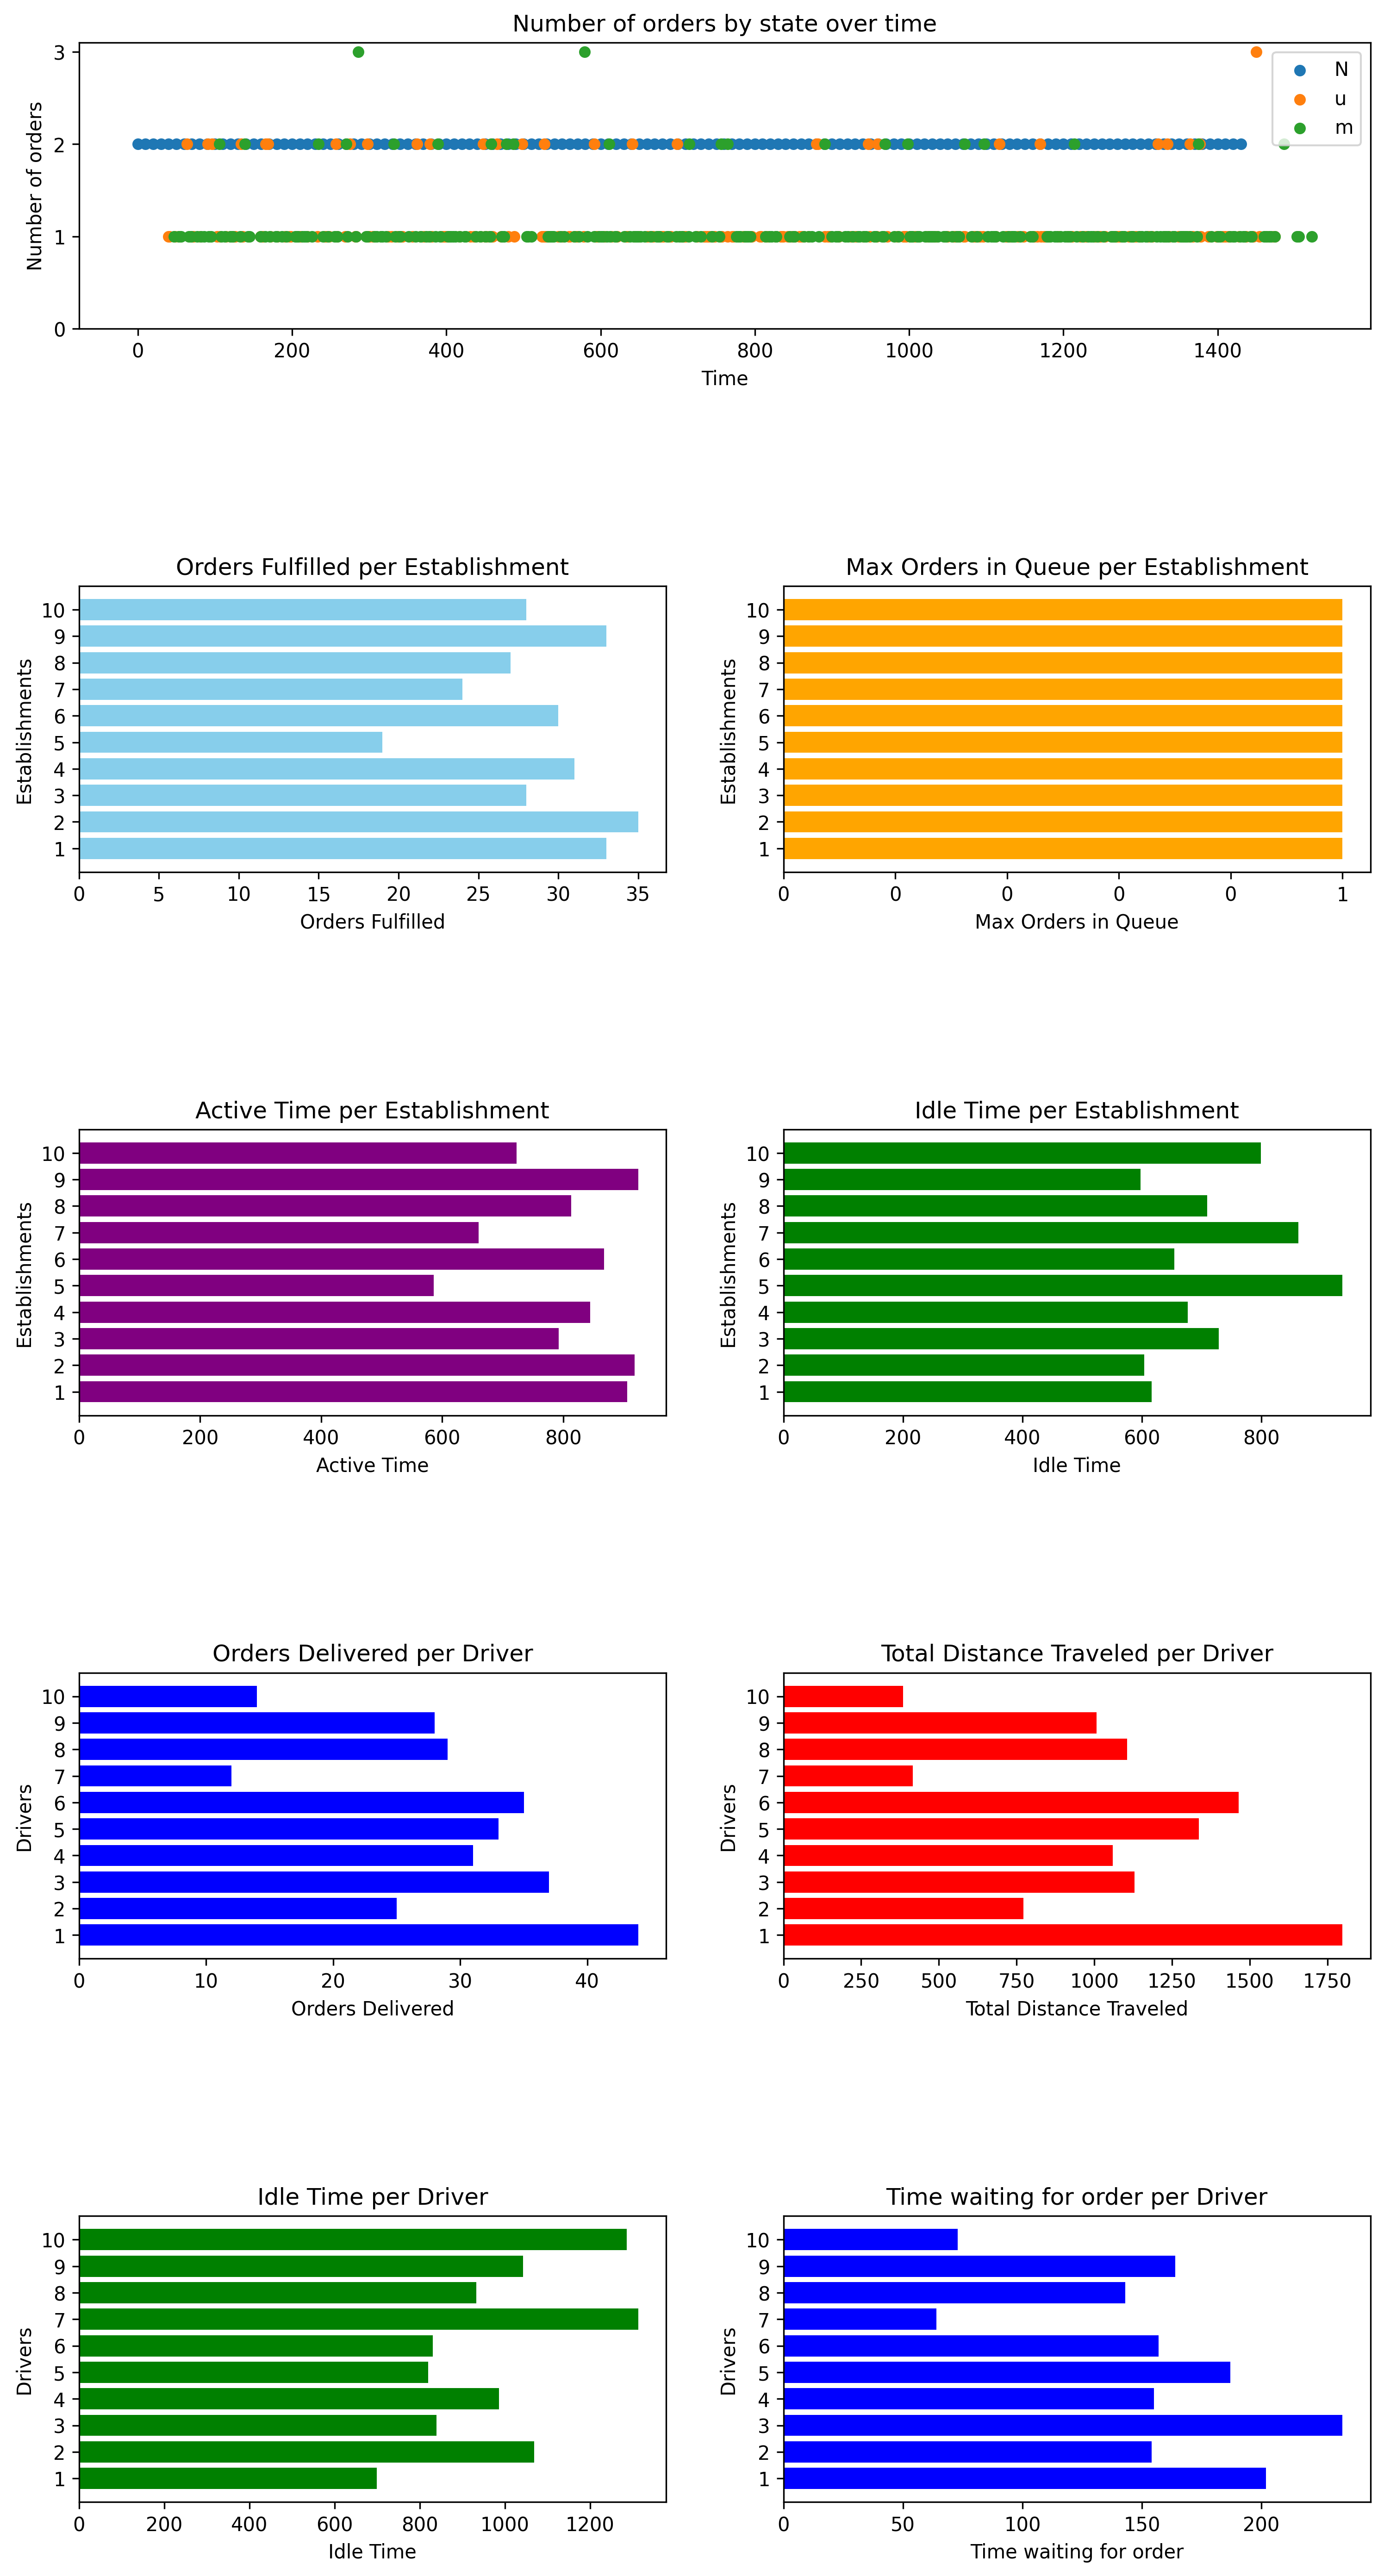 Number of orders by state over time
Number of orders
3
2
1
0
N
u
m
0 200 400 600 800 1000 1200 1400
Time
Orders Fulfilled per Establishment
Establishments
10
9
8
7
6
5
4
3
2
1
0 5 10 15 20 25 30 35
Orders Fulfilled
Max Orders in Queue per Establishment
Establishments
10
9
8
7
6
5
4
3
2
1
0 0 0 0 0 1
Max Orders in Queue
Active Time per Establishment
Establishments
10
9
8
7
6
5
4
3
2
1
0 200 400 600 800
Active Time
Idle Time per Establishment
Establishments
10
9
8
7
6
5
4
3
2
1
0 200 400 600 800
Idle Time
Orders Delivered per Driver
Drivers
10
9
8
7
6
5
4
3
2
1
0 10 20 30 40
Orders Delivered
Total Distance Traveled per Driver
Drivers
10
9
8
7
6
5
4
3
2
1
0 250 500 750 1000 1250 1500 1750
Total Distance Traveled
Idle Time per Driver
Drivers
10
9
8
7
6
5
4
3
2
1
0 200 400 600 800 1000 1200
Idle Time
Time waiting for order per Driver
Drivers
10
9
8
7
6
5
4
3
2
1
0 50 100 150 200
Time waiting for order